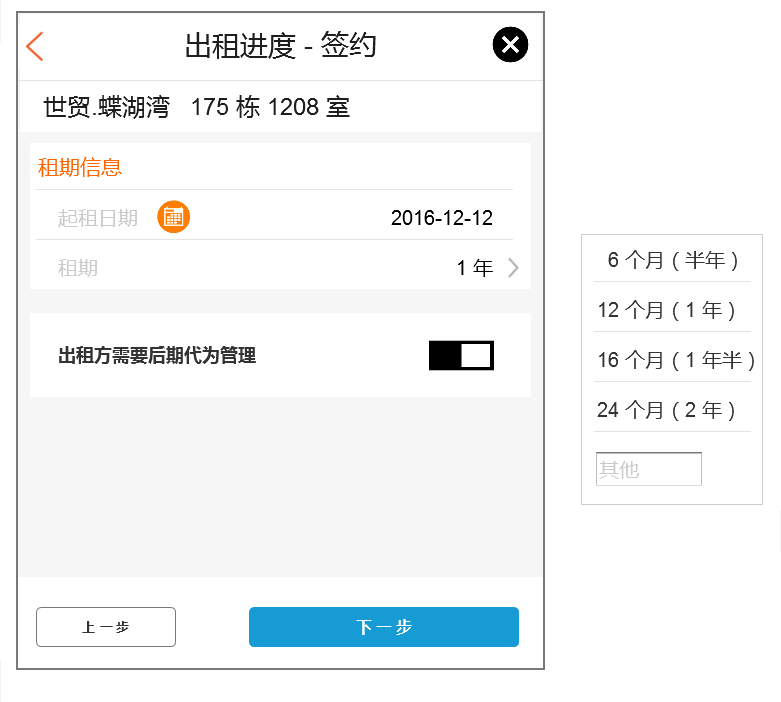 出租进度 - 签约
世贸.蝶湖湾 175 栋 1208 室
租期信息
起租日期 2016-12-12
租期 1 年
出租方需要后期代为管理
上一步 下一步
6 个月 ( 半年 )
12 个月 ( 1 年 )
16 个月 ( 1 年半 )
24 个月 ( 2 年 )
其他